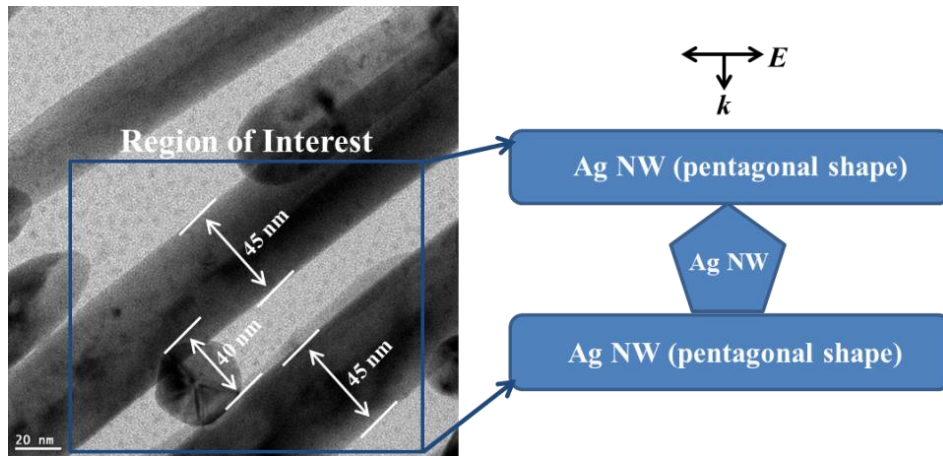 Region of Interest
45 nm
40 nm
45 nm
20 nm
E
k
Ag NW (pentagonal shape)
Ag NW
Ag NW (pentagonal shape)